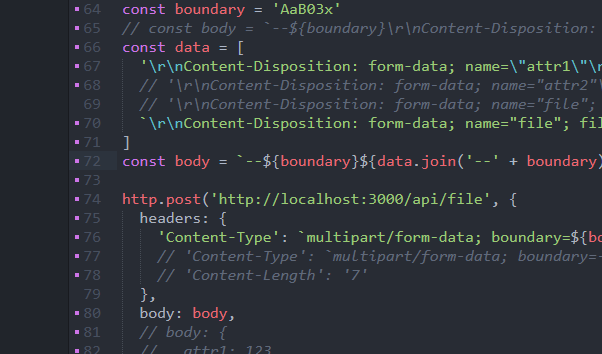 64 const boundary = 'AaB03x'
65 // const body = `--${boundary}\r\nContent-Disposition:
66 const data = [
67 '\r\nContent-Disposition: form-data; name=\"attr1\"\r
68 // '\r\nContent-Disposition: form-data; name="attr2"\
69 // '\r\nContent-Disposition: form-data; name="file";
70 `\r\nContent-Disposition: form-data; name="file"; fil
71 ]
72 const body = `--${boundary}${data.join('--' + boundary)
73
74 http.post('http://localhost:3000/api/file', {
75 headers: {
76 'Content-Type': `multipart/form-data; boundary=${bo
77 // 'Content-Type': `multipart/form-data; boundary=-
78 // 'Content-Length': '7'
79 },
80 body: body,
81 // body: {
82 // attr1: 123